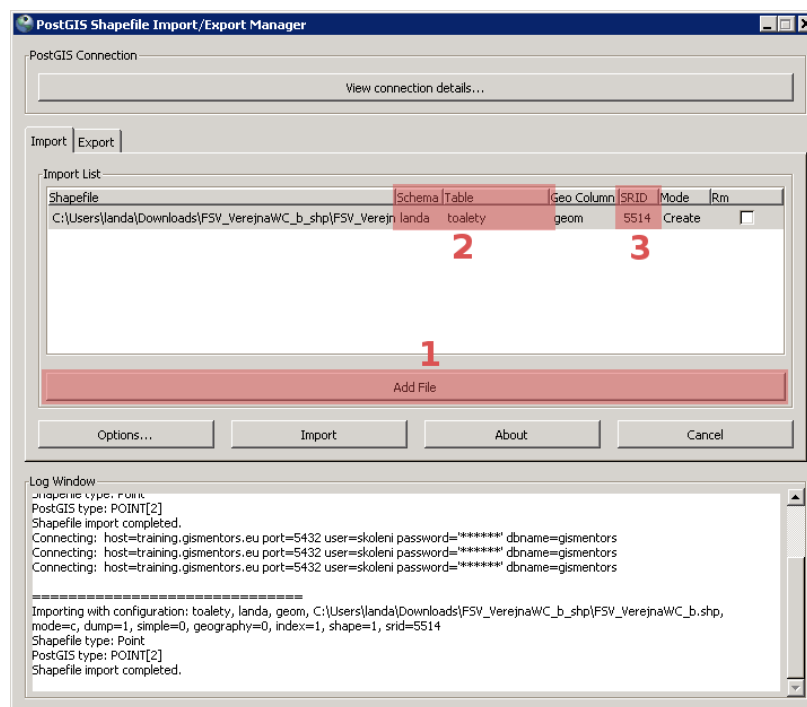 PostGIS Shapefile Import/Export Manager
PostGIS Connection
View connection details...
Import Export
Import List
Shapefile Schema Table Geo Column SRID Mode Rm
C:\Users\landa\Downloads\FSV_VerejnaWC_b_shp\FSV_Verejn landa toalety geom 5514 Create
2 3
1
Add File
Options... Import About Cancel
Log Window
Shapefile type: Point
PostGIS type: POINT[2]
Shapefile import completed.
Connecting: host=training.gismentors.eu port=5432 user=skoleni password='******' dbname=gismentors
Connecting: host=training.gismentors.eu port=5432 user=skoleni password='******' dbname=gismentors
Connecting: host=training.gismentors.eu port=5432 user=skoleni password='******' dbname=gismentors
==============================
Importing with configuration: toalety, landa, geom, C:\Users\landa\Downloads\FSV_VerejnaWC_b_shp\FSV_VerejnaWC_b.shp,
mode=c, dump=1, simple=0, geography=0, index=1, shape=1, srid=5514
Shapefile type: Point
PostGIS type: POINT[2]
Shapefile import completed.